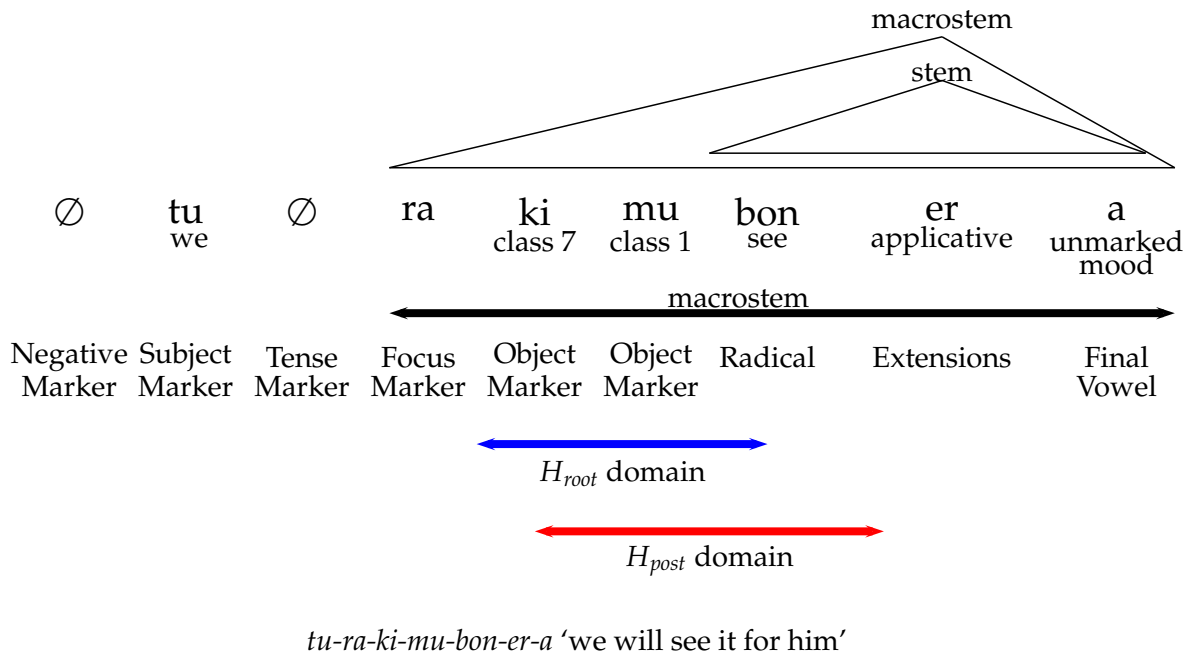 macrostem
stem
∅ tu ∅ ra ki mu bon er a
we class 7 class 1 see applicative unmarked
mood
macrostem
Negative Subject Tense Focus Object Object Radical Extensions Final
Marker Marker Marker Marker Marker Marker Vowel
H_root domain
H_post domain
tu-ra-ki-mu-bon-er-a ‘we will see it for him’